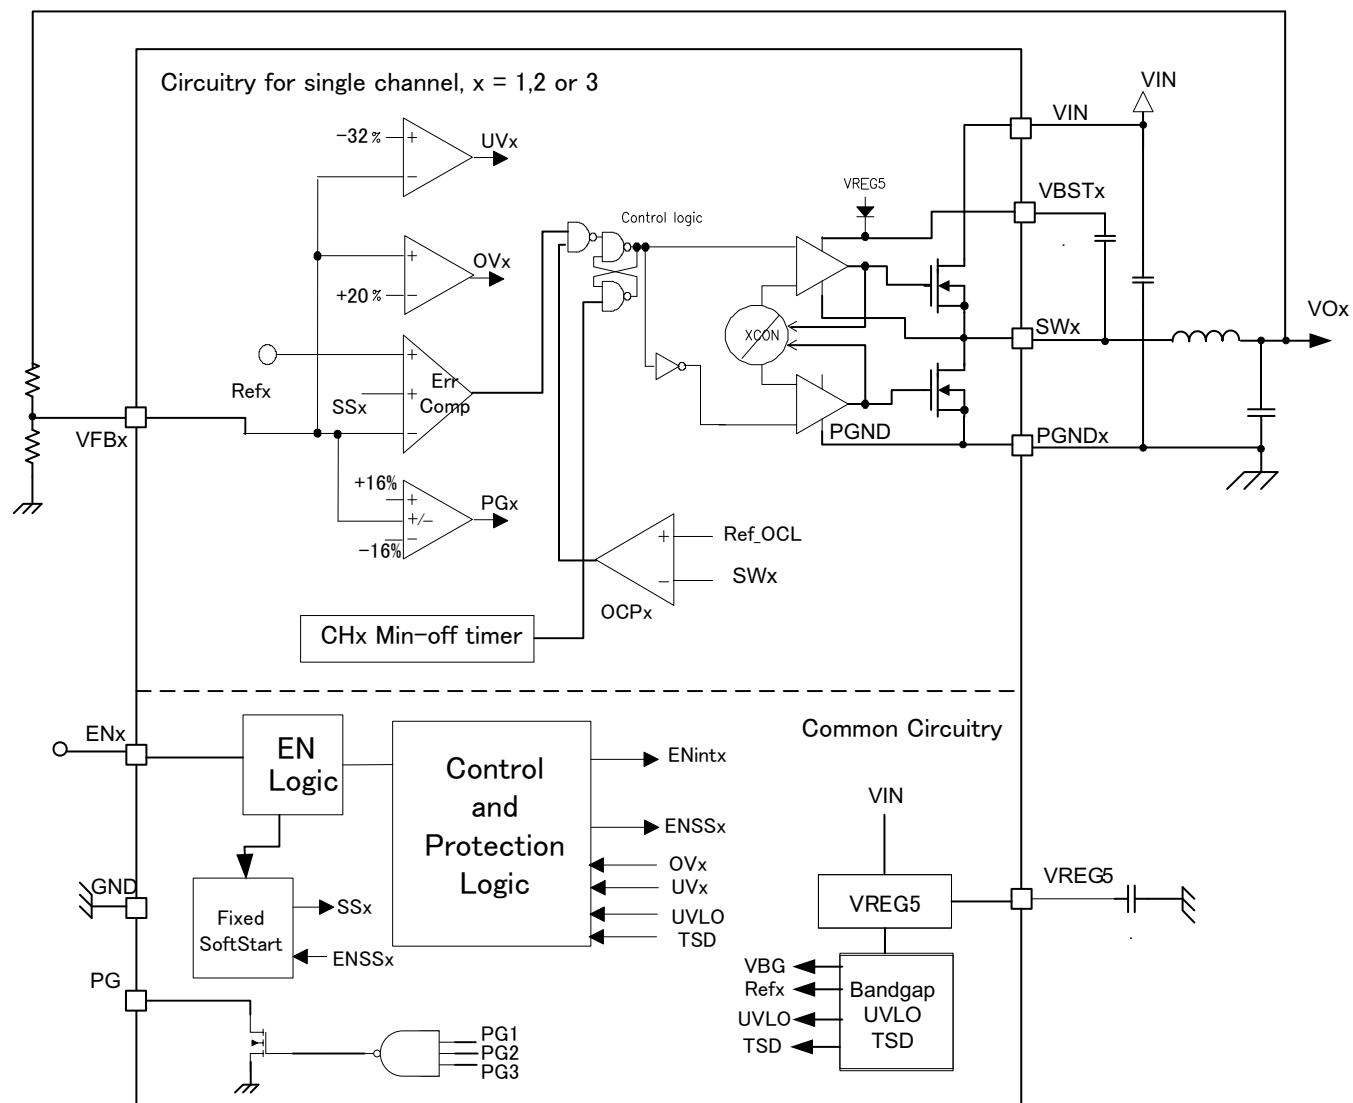 Circuitry for single channel, x = 1,2 or 3
VIN
VIN
-32%
+
−
UVx
VREG5
VBSTx
Control logic
+
OVx
+20%
−
VOx
XCON
SWx
+
Refx
Err
Comp
SSx
+
−
VFBx
PGND
PGNDx
+16%
+
+/−
−
-16%
PGx
+
Ref_OCL
−
SWx
OCPx
CHx Min-off timer
ENx
EN
Logic
Control
and
Protection
Logic
ENintx
ENSSx
OVx
UVx
UVLO
TSD
Common Circuitry
VIN
VREG5
VREG5
GND
Fixed
SoftStart
SSx
ENSSx
VBG
Refx
UVLO
TSD
Bandgap
UVLO
TSD
PG
PG1
PG2
PG3